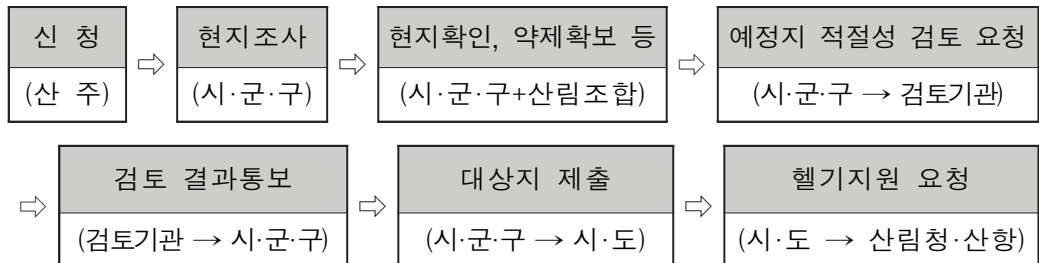 신 청 ⇨ 현지조사 ⇨ 현지확인, 약제확보 등 ⇨ 예정지 적절성 검토 요청
(산 주) (시·군·구) (시·군·구+산림조합) (시·군·구 → 검토기관)
⇨ 검토 결과통보 ⇨ 대상지 제출 ⇨ 헬기지원 요청
(검토기관 → 시·군·구) (시·군·구 → 시·도) (시·도 → 산림청·산항)